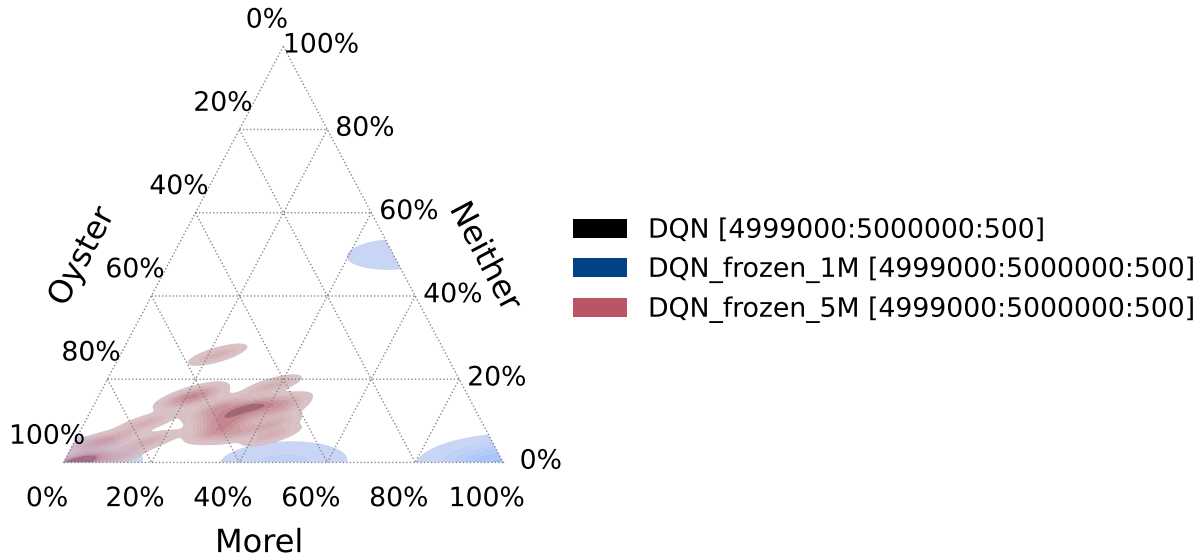 0%
100%
20%
80%
40%
60%
Oyster
Neither
60%
40%
80%
20%
100%
0%
0% 20% 40% 60% 80% 100%
Morel
DQN [4999000:5000000:500]
DQN_frozen_1M [4999000:5000000:500]
DQN_frozen_5M [4999000:5000000:500]